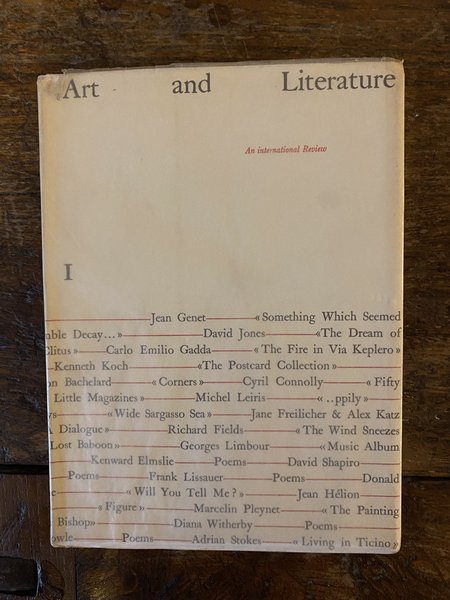 Art and Literature
An international Review
I
Jean Genet—«Something Which Seemed
ble Decay...»—David Jones—«The Dream of
Clitus»—Carlo Emilio Gadda—«The Fire in Via Keplero»
Kenneth Koch—«The Postcard Collection»
on Bachelard—«Corners»—Cyril Connolly—«Fifty
Little Magazines»—Michel Leiris—«..ppily»
ys—«Wide Sargasso Sea»—Jane Freilicher & Alex Katz
A Dialogue»—Richard Fields—«The Wind Sneezes
Lost Baboon»—Georges Limbour—«Music Album
Kenward Elmslie—Poems—David Shapiro
Poems—Frank Lissauer—Poems—Donald
e—«Will You Tell Me?»—Jean Hélion
«Figure»—Marcelin Pleynet—«The Painting
Bishop»—Diana Witherby—Poems
owle—Poems—Adrian Stokes—«Living in Ticino»